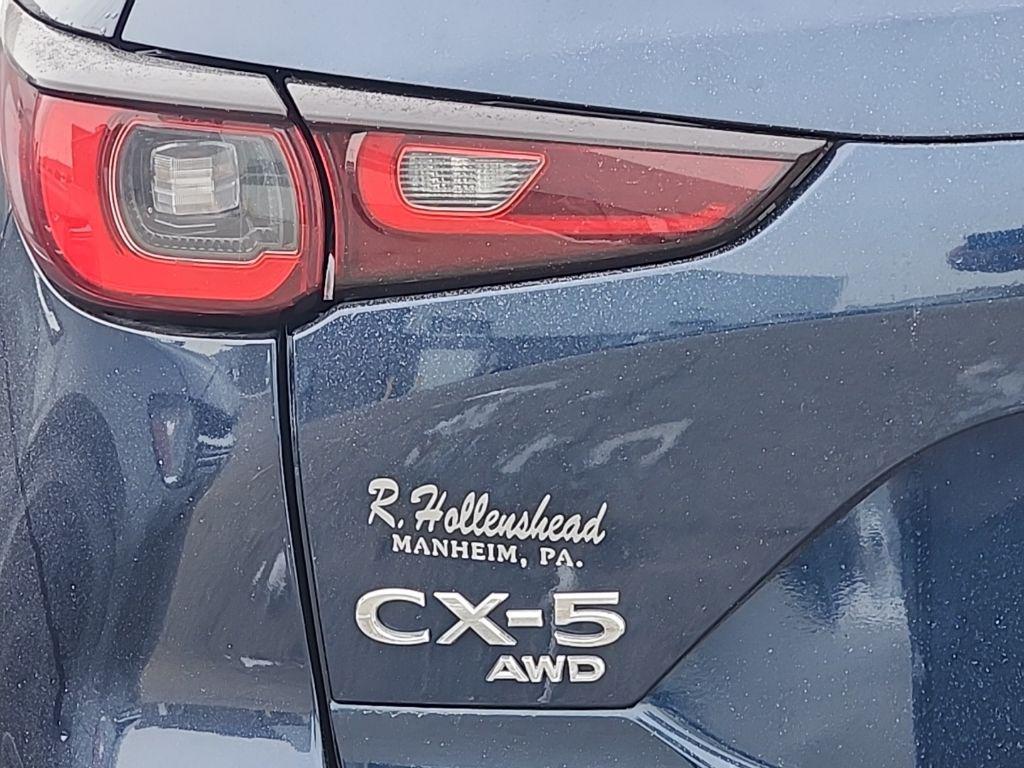 R. Hollenshead
MANHEIM, PA.
CX-5
AWD